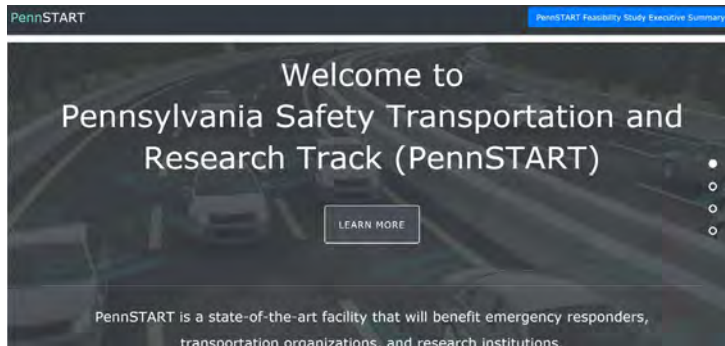 PennSTART
PennSTART Feasibility Study Executive Summary
Welcome to
Pennsylvania Safety Transportation and
Research Track (PennSTART)
LEARN MORE
PennSTART is a state-of-the-art facility that will benefit emergency responders,
transportation organizations, and research institutions.